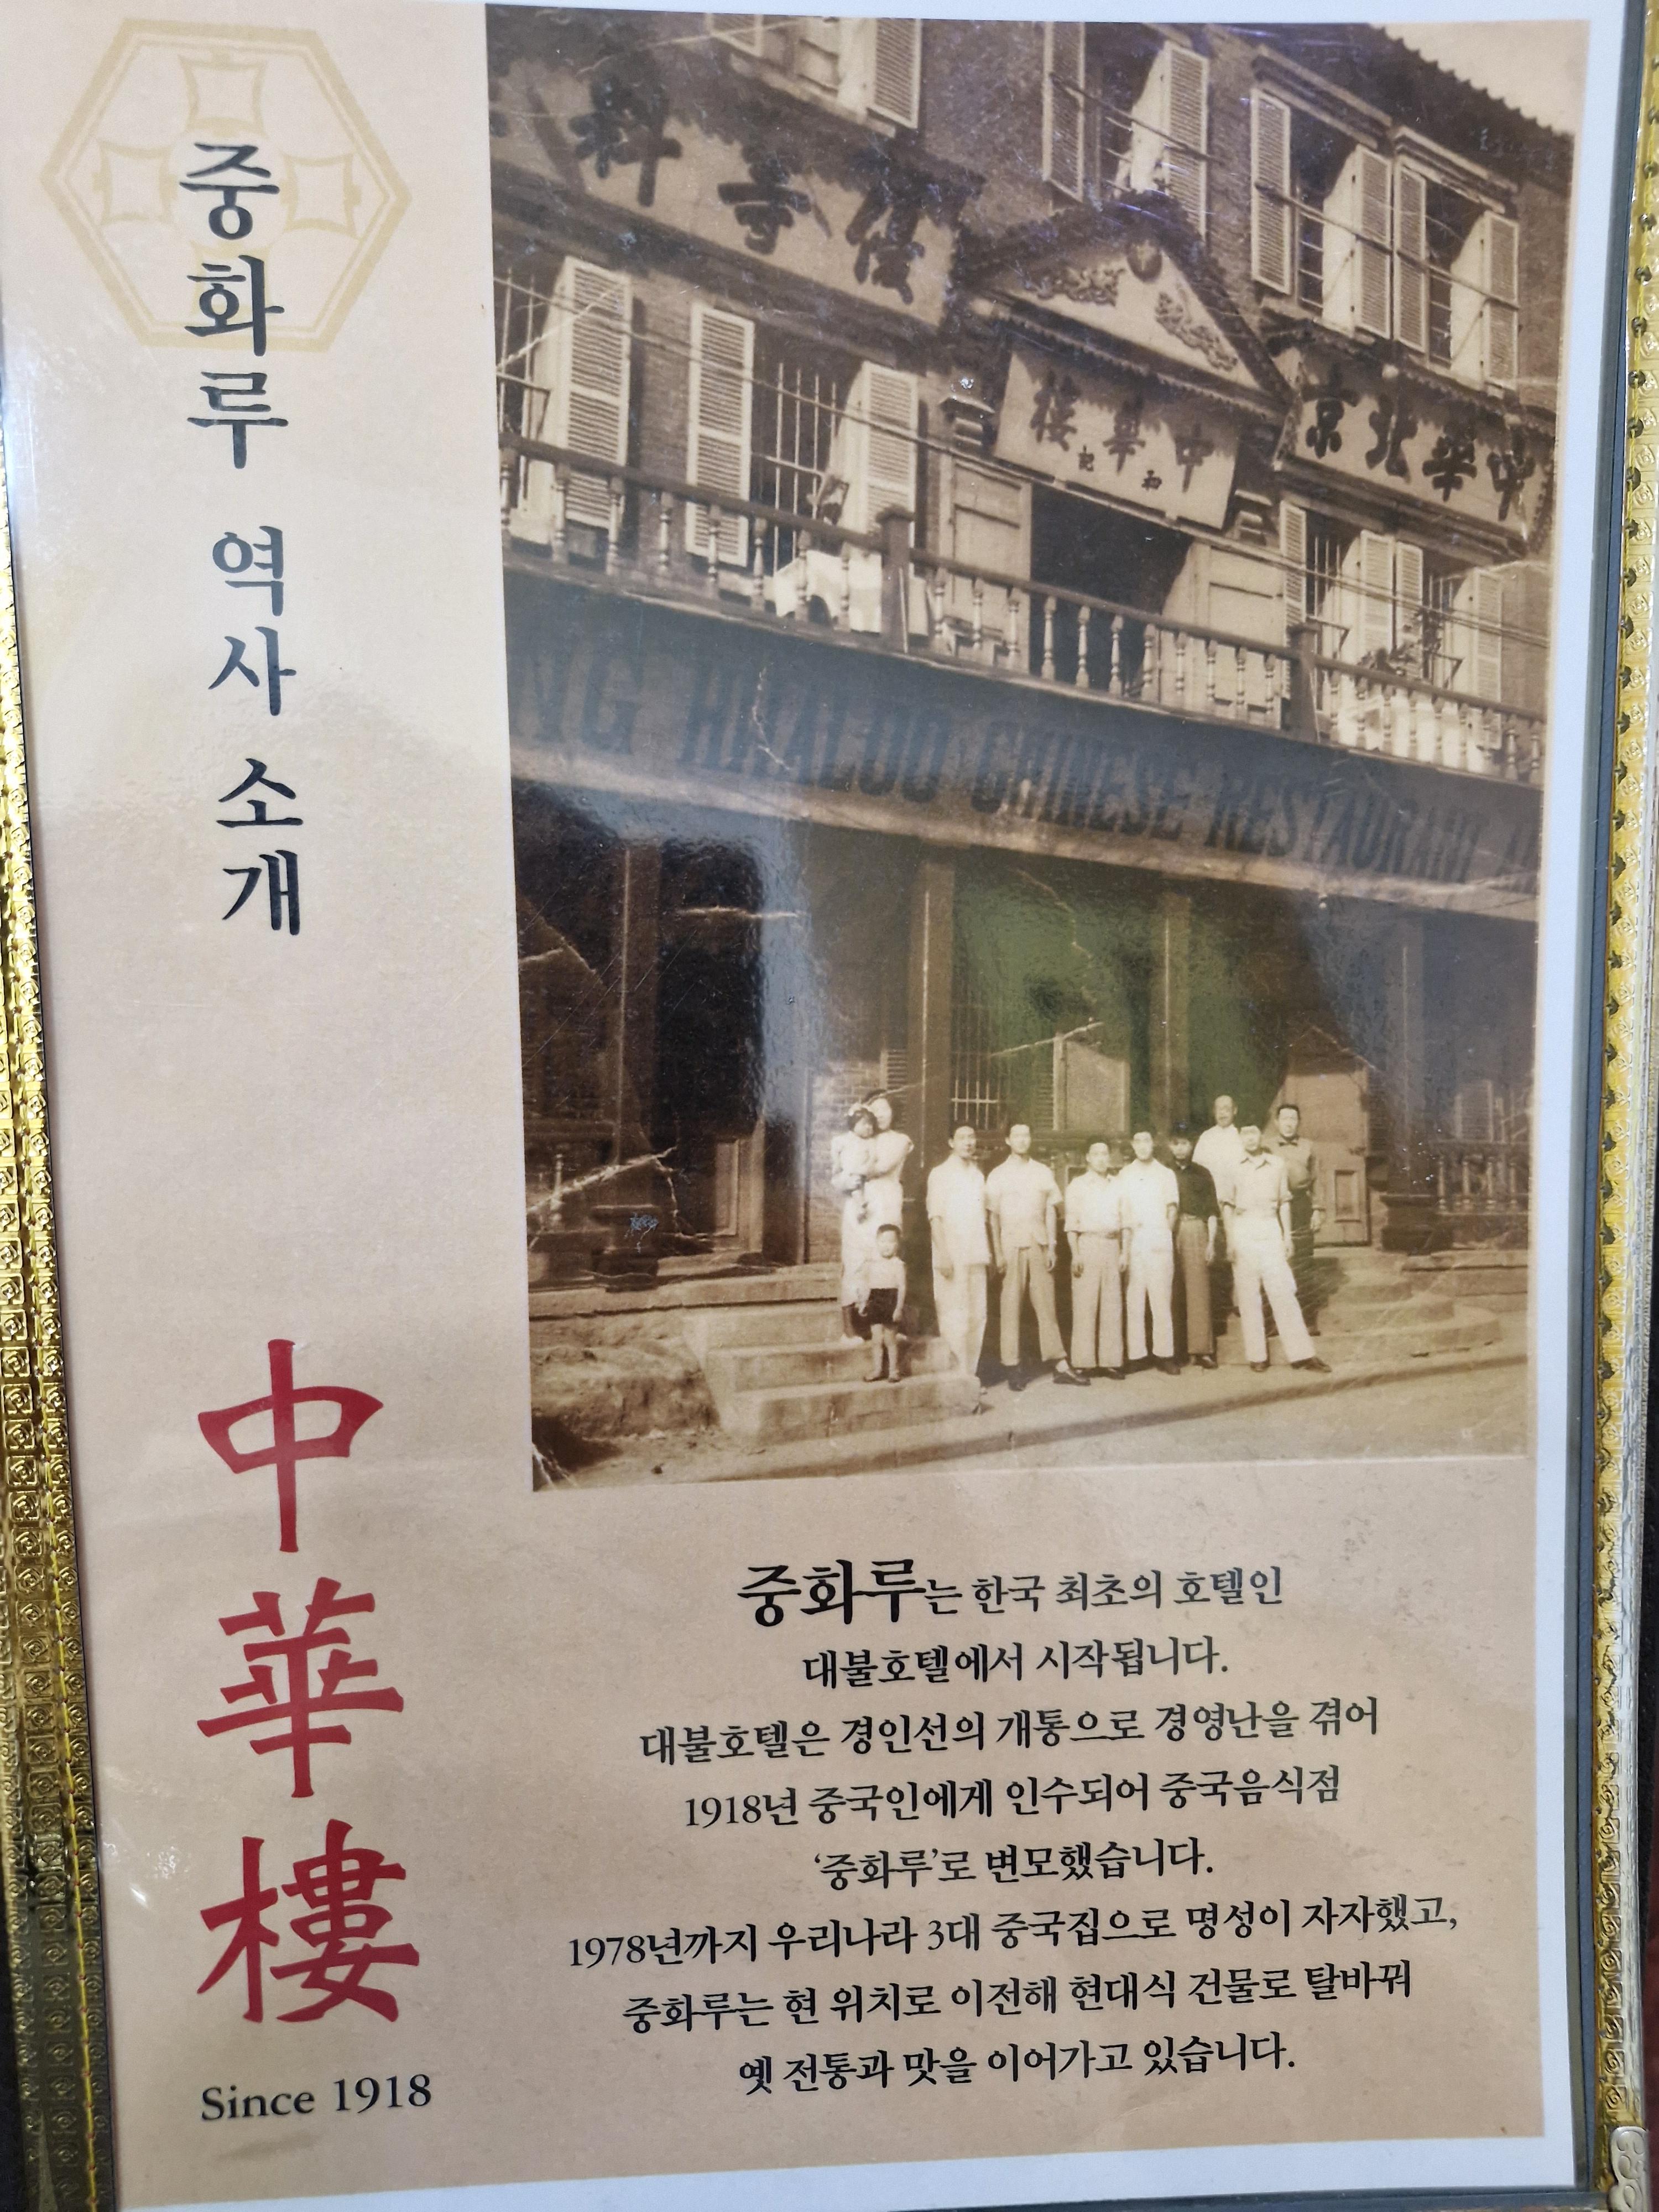 중화루 역사 소개
料
中華樓
和記
中華北京
HUALOO CHINESE RESTAURANT
中華樓
Since 1918
중화루는 한국 최초의 호텔인
대불호텔에서 시작됩니다.
대불호텔은 경인선의 개통으로 경영난을 겪어
1918년 중국인에게 인수되어 중국음식점
‘중화루’로 변모했습니다.
1978년까지 우리나라 3대 중국집으로 명성이 자자했고,
중화루는 현 위치로 이전해 현대식 건물로 탈바꿔
옛 전통과 맛을 이어가고 있습니다.